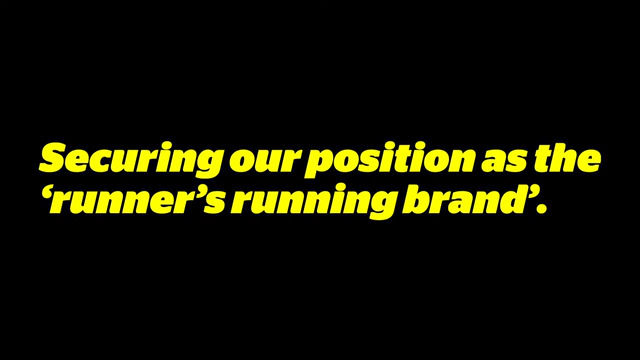 Securing our position as the
‘runner’s running brand’.